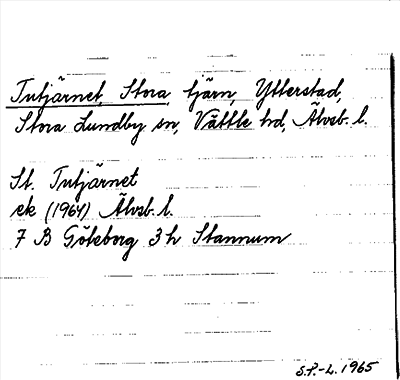 Tutjärnet, Stora, tjärn, Ytterstad,
Stora Lundby sn, Vättle hd, Älvsb. l.
St. Tutjärnet
ek (1964) Älvsb. l.
7 B Göteborg 3 h Stannum
S.P.-L. 1965